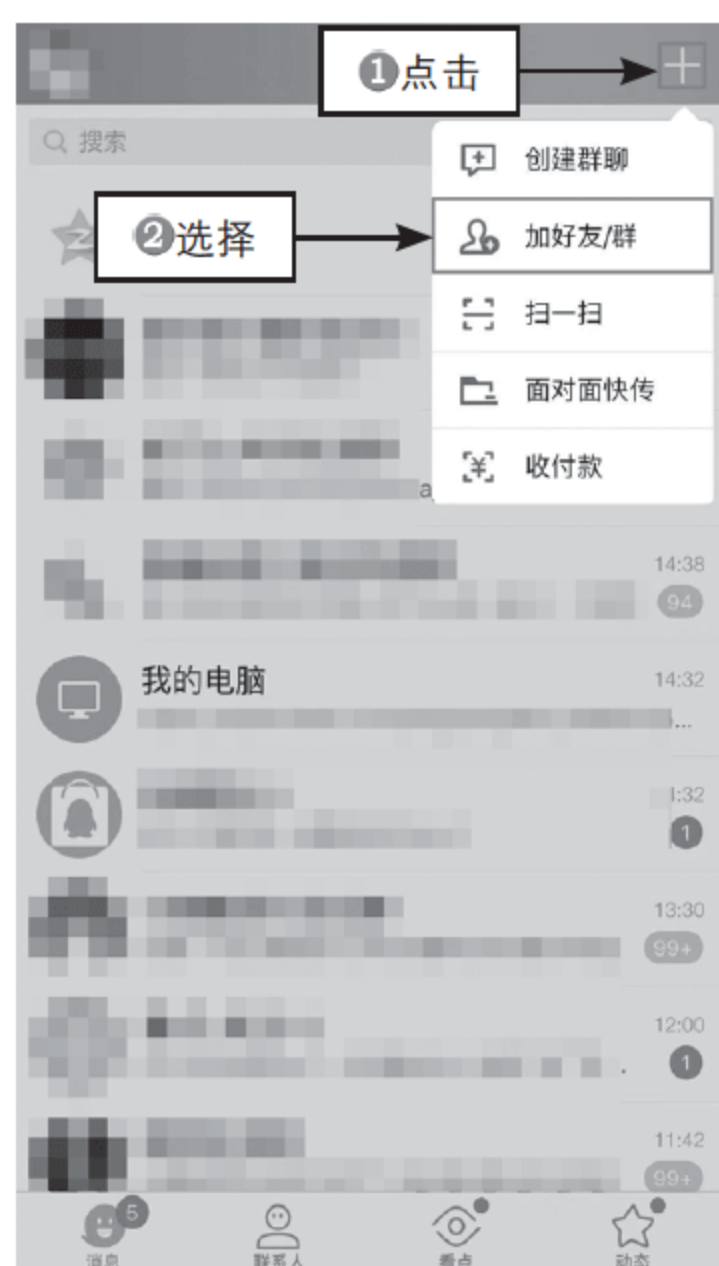 ❶点击
搜索
创建群聊
❷选择
加好友/群
扫一扫
面对面快传
收付款
14:38
94
我的电脑
14:32
...
1
13:30
99+
12:00
1
11:42
99+
5
消息
联系人
看点
动态